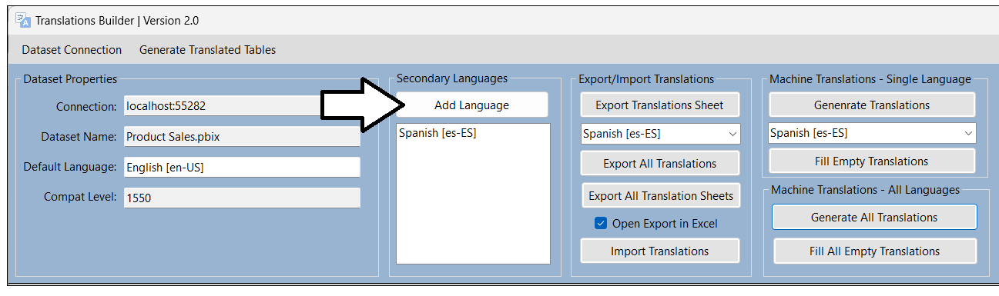 Translations Builder | Version 2.0
Dataset Connection Generate Translated Tables
Dataset Properties
Connection: localhost:55282
Dataset Name: Product Sales.pbix
Default Language: English [en-US]
Compat Level: 1550
Secondary Languages
Add Language
Spanish [es-ES]
Export/Import Translations
Export Translations Sheet
Spanish [es-ES]
Export All Translations
Export All Translation Sheets
Open Export in Excel
Import Translations
Machine Translations - Single Language
Genenrate Translations
Spanish [es-ES]
Fill Empty Translations
Machine Translations - All Languages
Generate All Translations
Fill All Empty Translations